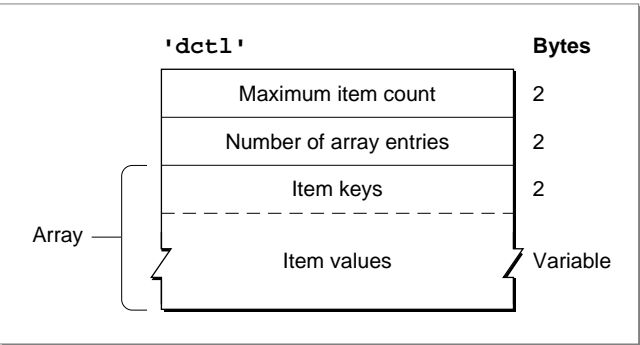 'dctl' Bytes
Maximum item count 2
Number of array entries 2
Item keys 2
Array
Item values Variable